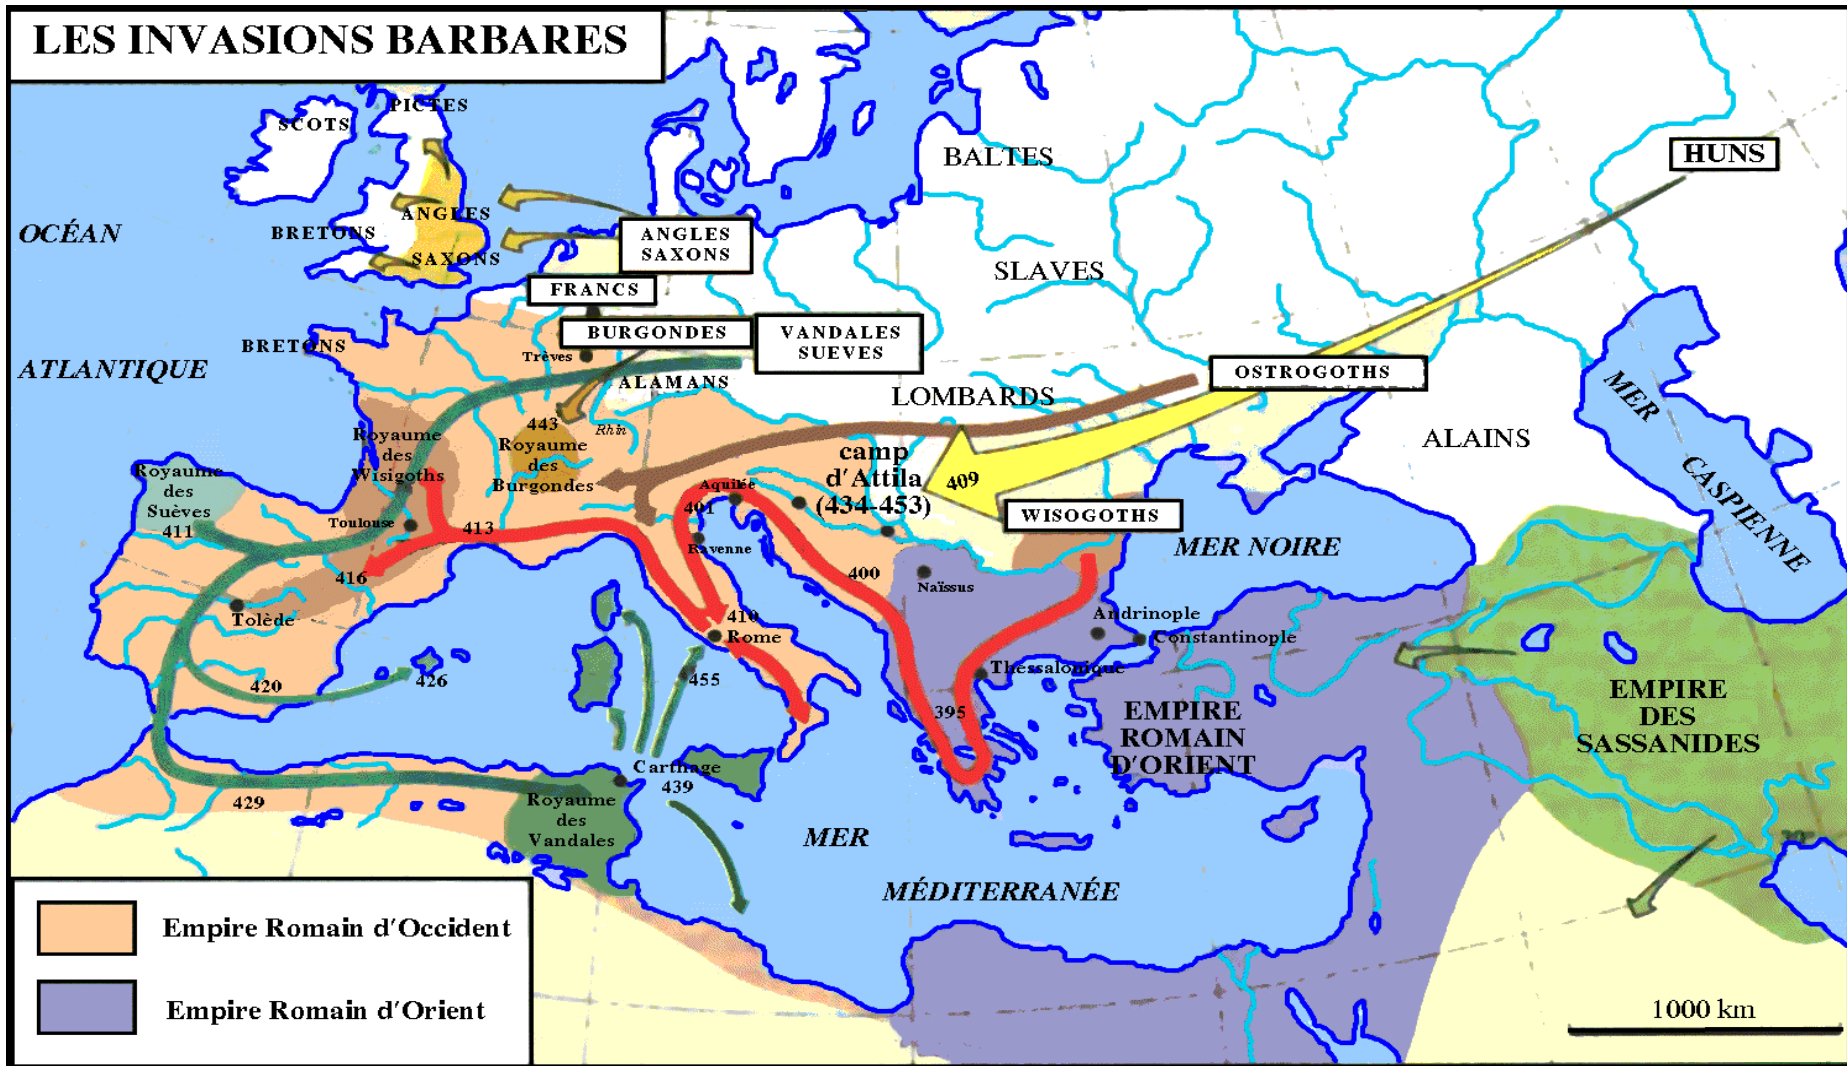 LES INVASIONS BARBARES
PICTES
SCOTS
BALTES
HUNS
ANGLES
BRETONS
OCÉAN
ANGLES
SAXONS
SAXONS
SLAVES
FRANCS
BURGONDES
VANDALES
SUEVES
BRETONS
Trèves
ATLANTIQUE
ALAMANS
OSTROGOTHS
LOMBARDS
MER
CASPIENNE
ALAINS
443
Rhin
Royaume
des
Burgondes
Royaume
des
Wisigoths
camp
d'Attila
(434-453)
409
Royaume
des
Suèves
411
Aquilée
401
WISOGOTHS
Toulouse
413
Ravenne
MER NOIRE
416
400
Naïssus
Tolède
410
Rome
Andrinople
Constantinople
Thessalonique
420
426
455
395
EMPIRE
ROMAIN
D'ORIENT
EMPIRE
DES
SASSANIDES
Carthage
439
429
Royaume
des
Vandales
MER
MÉDITERRANÉE
Empire Romain d'Occident
Empire Romain d'Orient
1000 km